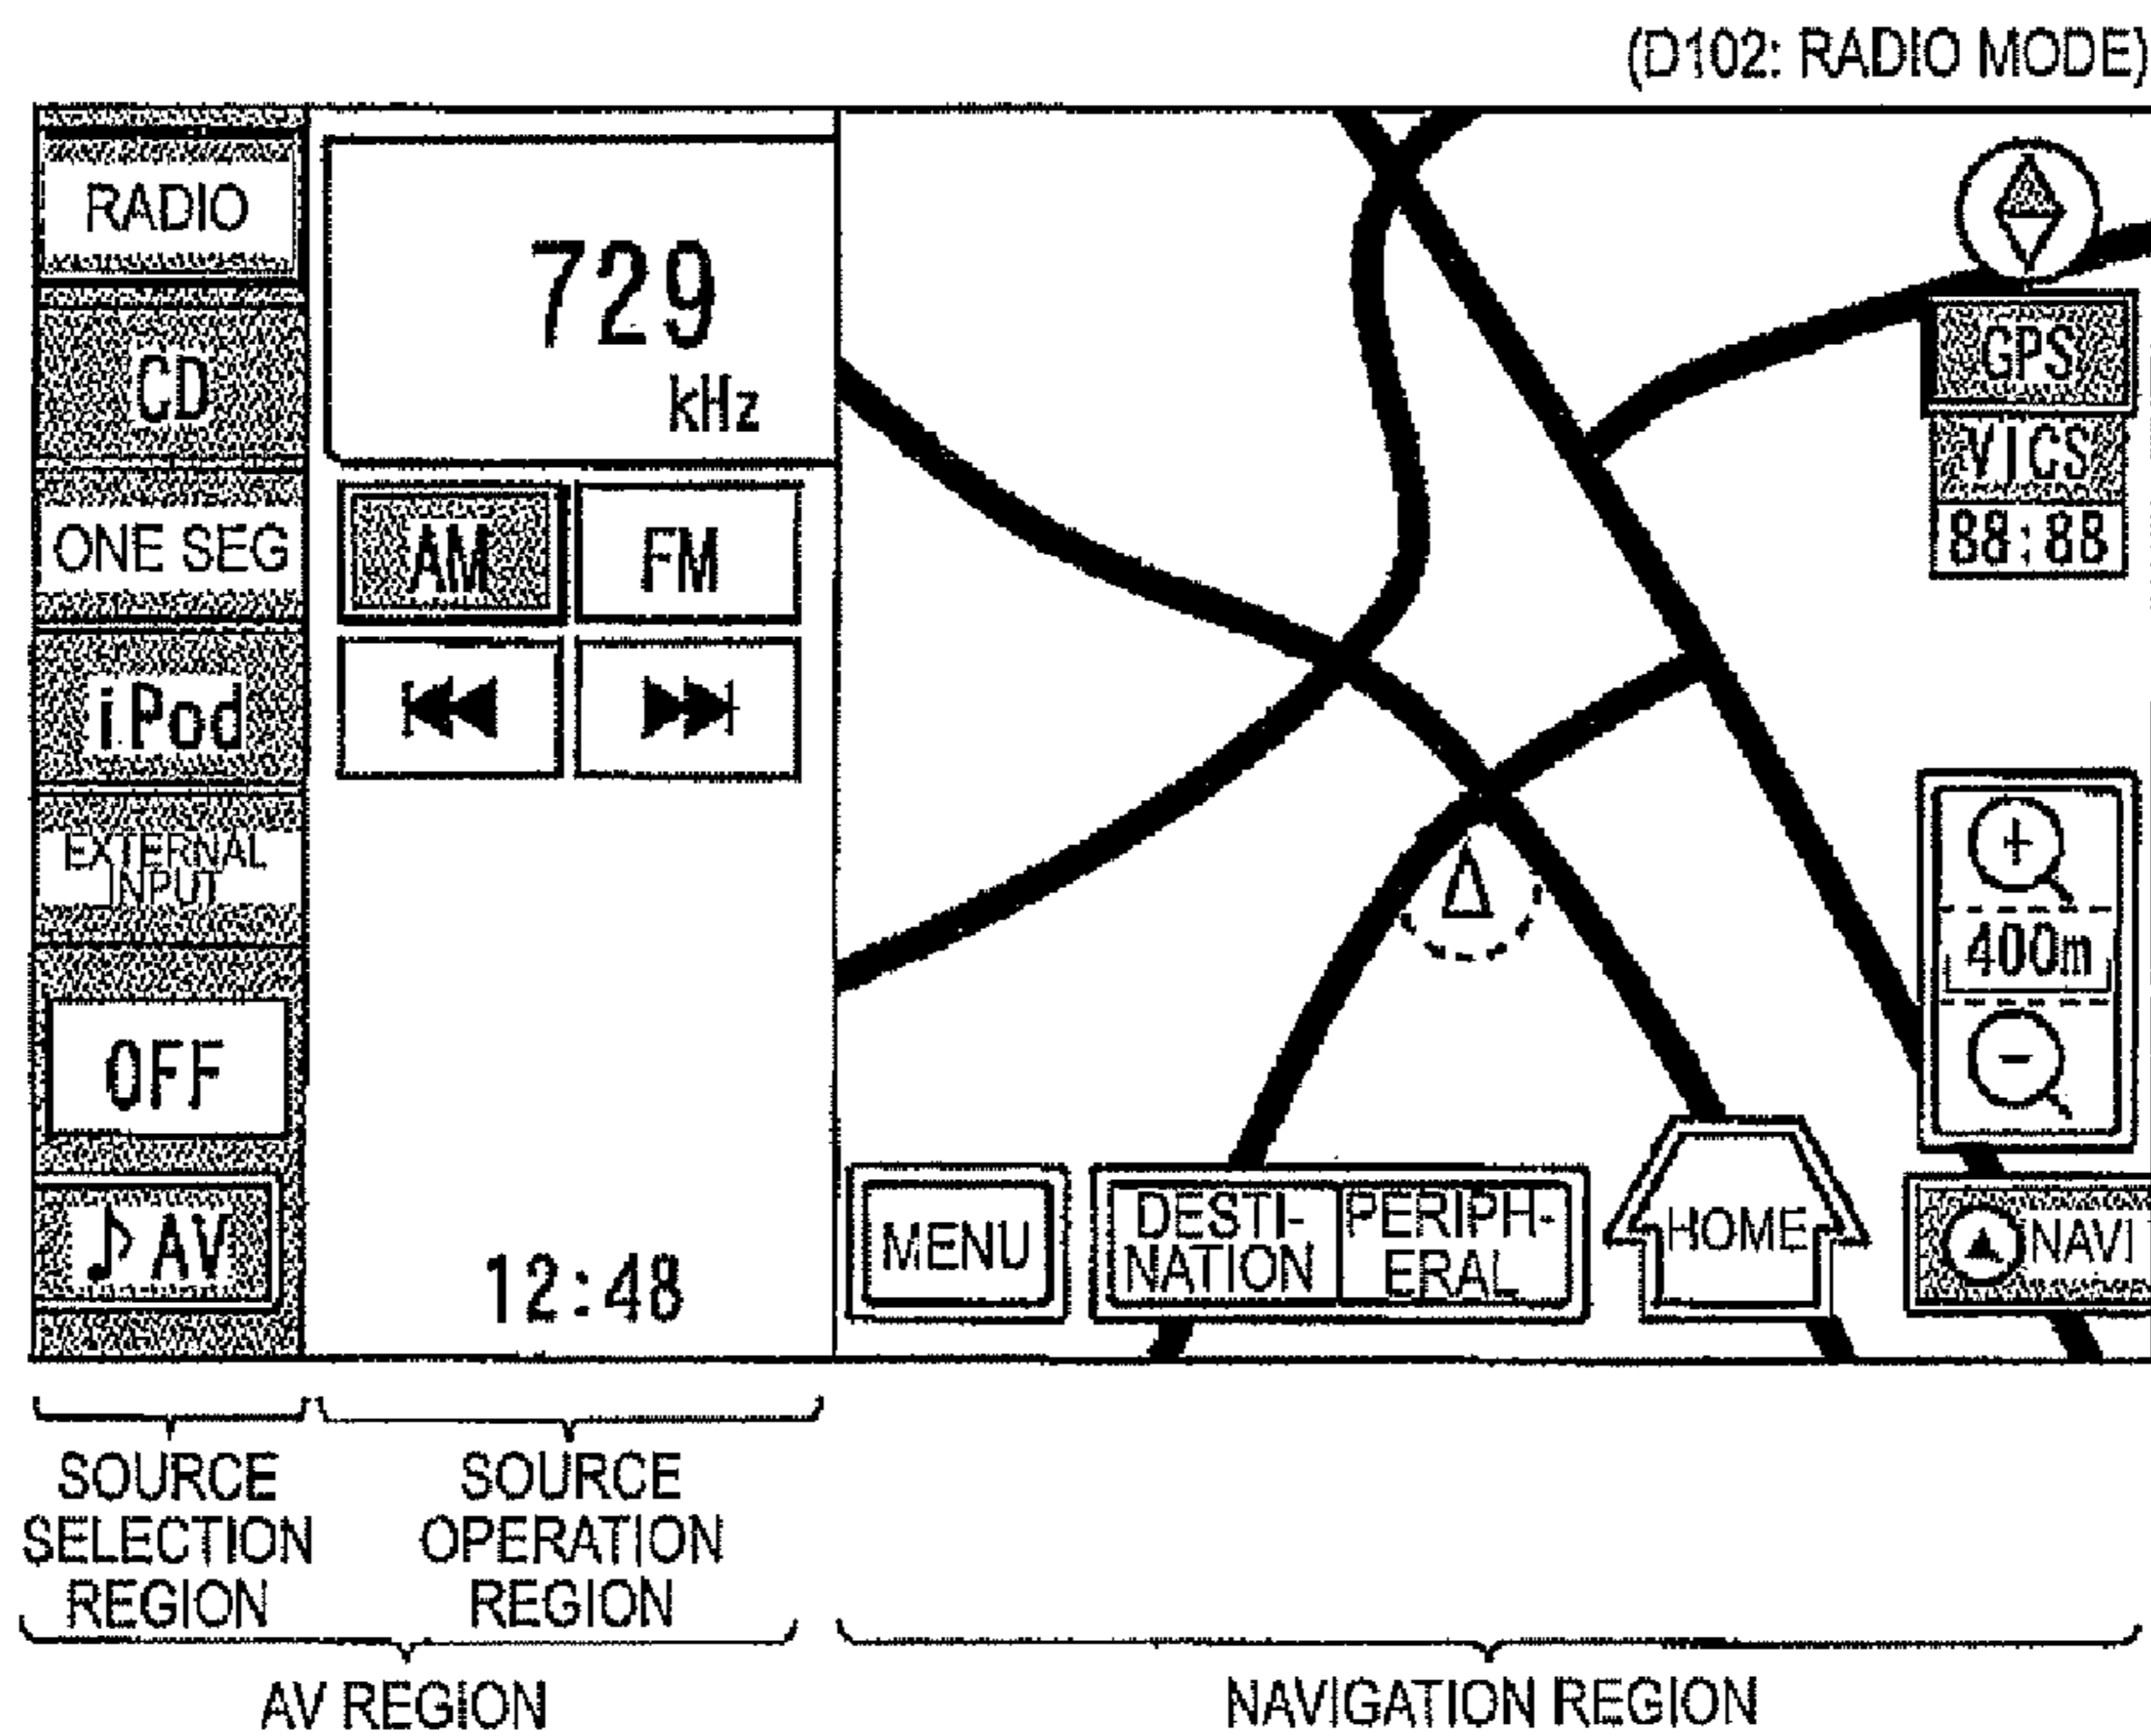 (D102: RADIO MODE)
RADIO
CD
ONE SEG
iPod
EXTERNAL
INPUT
OFF
♪ AV
729
kHz
AM
FM
12:48
GPS
VICS
88:88
+
400m
-
MENU
DESTI-
NATION
PERIPH-
ERAL
HOME
NAVI
SOURCE
SELECTION
REGION
SOURCE
OPERATION
REGION
AV REGION
NAVIGATION REGION